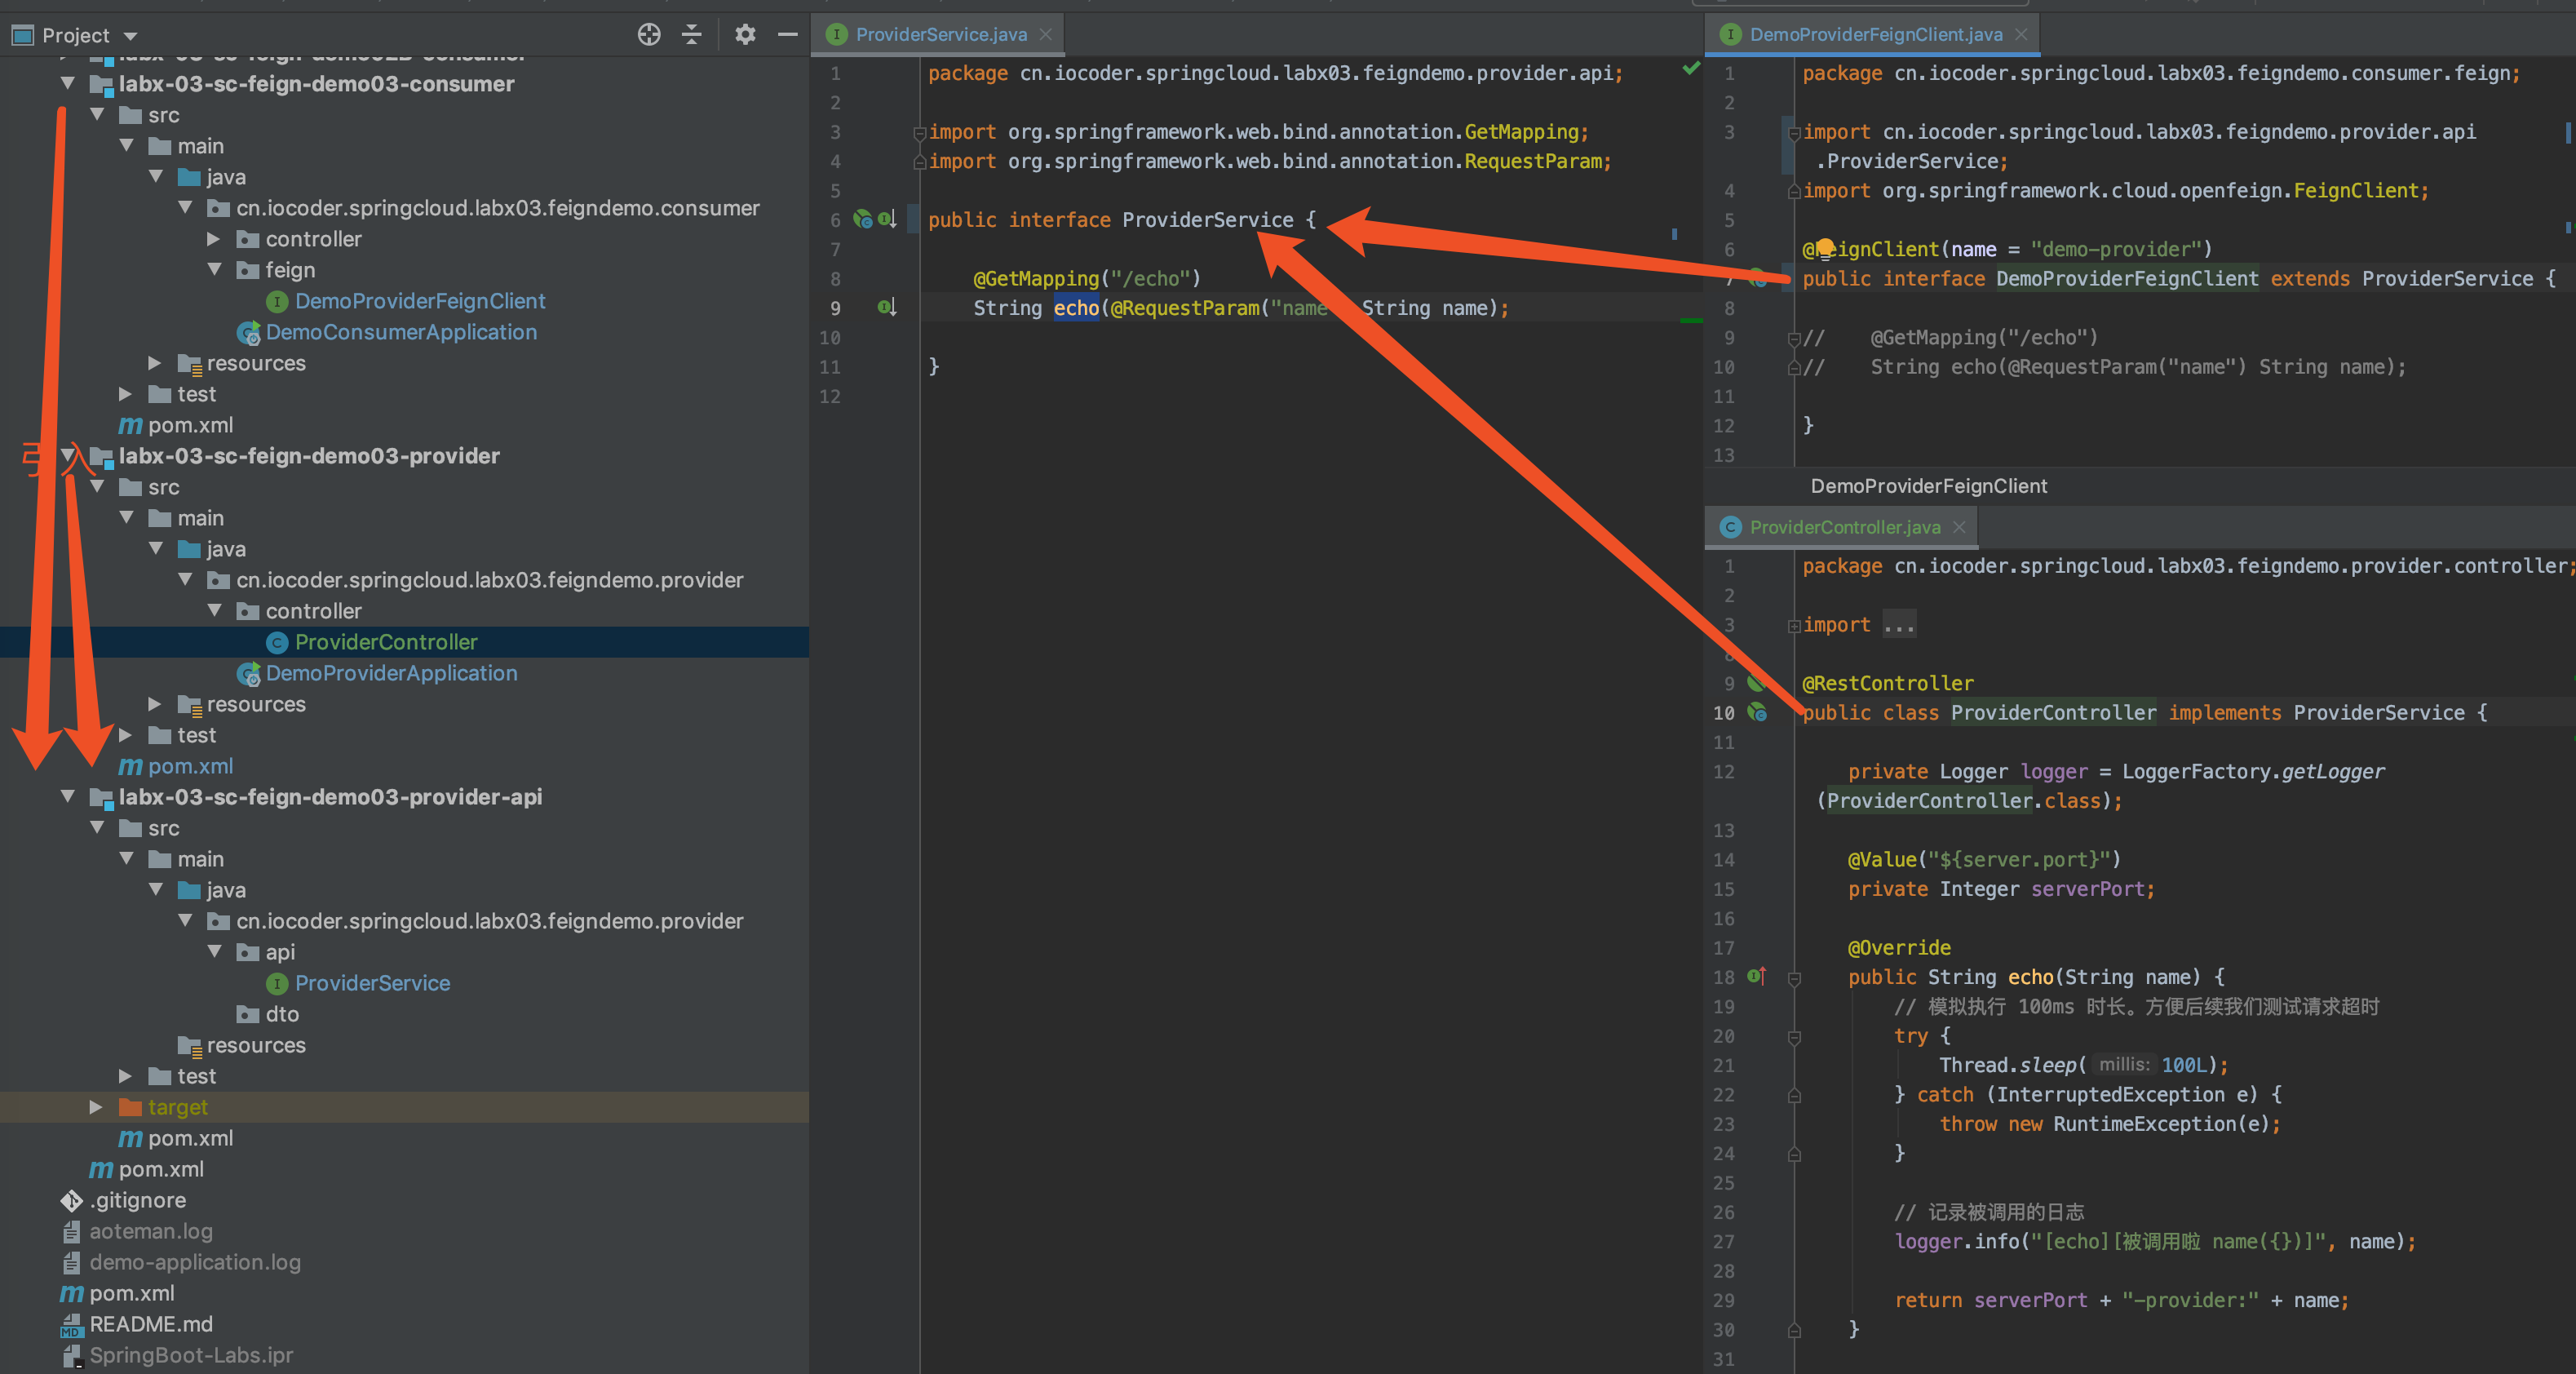 Project
labx-03-sc-feign-demo02B-consumer
labx-03-sc-feign-demo03-consumer
src
main
java
cn.iocoder.springcloud.labx03.feigndemo.consumer
controller
feign
DemoProviderFeignClient
DemoConsumerApplication
resources
test
pom.xml
引入
labx-03-sc-feign-demo03-provider
src
main
java
cn.iocoder.springcloud.labx03.feigndemo.provider
controller
ProviderController
DemoProviderApplication
resources
test
pom.xml
labx-03-sc-feign-demo03-provider-api
src
main
java
cn.iocoder.springcloud.labx03.feigndemo.provider
api
ProviderService
dto
resources
test
target
pom.xml
pom.xml
.gitignore
aoteman.log
demo-application.log
pom.xml
README.md
SpringBoot-Labs.ipr
ProviderService.java
1 package cn.iocoder.springcloud.labx03.feigndemo.provider.api;
2
3 import org.springframework.web.bind.annotation.GetMapping;
4 import org.springframework.web.bind.annotation.RequestParam;
5
6 public interface ProviderService {
7
8 @GetMapping("/echo")
9 String echo(@RequestParam("name String name);
10
11 }
12
DemoProviderFeignClient.java
1 package cn.iocoder.springcloud.labx03.feigndemo.consumer.feign;
2
3 import cn.iocoder.springcloud.labx03.feigndemo.provider.api
.ProviderService;
4 import org.springframework.cloud.openfeign.FeignClient;
5
6 @FeignClient(name = "demo-provider")
7 public interface DemoProviderFeignClient extends ProviderService {
8
9 // @GetMapping("/echo")
10 // String echo(@RequestParam("name") String name);
11
12 }
13
DemoProviderFeignClient
ProviderController.java
1 package cn.iocoder.springcloud.labx03.feigndemo.provider.controller;
2
3 import ...
8
9 @RestController
10 public class ProviderController implements ProviderService {
11
12 private Logger logger = LoggerFactory.getLogger
(ProviderController.class);
13
14 @Value("${server.port}")
15 private Integer serverPort;
16
17 @Override
18 public String echo(String name) {
19 // 模拟执行 100ms 时长。方便后续我们测试请求超时
20 try {
21 Thread.sleep( millis: 100L);
22 } catch (InterruptedException e) {
23 throw new RuntimeException(e);
24 }
25
26 // 记录被调用的日志
27 logger.info("[echo][被调用啦 name({})]", name);
28
29 return serverPort + "-provider:" + name;
30 }
31